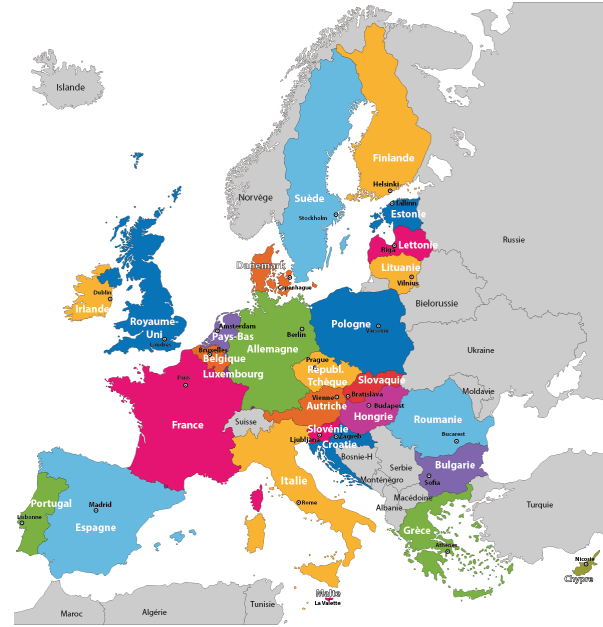 Islande
Finlande
Helsinki
Norvège
Suède
Stockholm
Tallinn
Estonie
Russie
Riga
Lettonie
Danemark
Lituanie
Vilnius
Copenhague
Dublin
Irlande
Bielorussie
Royaume-
Uni
Londres
Amsterdam
Pays-Bas
Berlin
Allemagne
Pologne
Varsovie
Bruxelles
Belgique
Luxembourg
Prague
Républ.
Tchèque
Ukraine
Paris
Slovaquie
Vienne
Bratislava
Autriche
Budapest
Hongrie
Moldavie
France
Suisse
Slovénie
Ljubljana
Zagreb
Croatie
Roumanie
Bucarest
Bosnie-H
Serbie
Bulgarie
Sofia
Italie
Monténégro
Portugal
Madrid
Lisbonne
Espagne
Rome
Macédoine
Albanie
Turquie
Grèce
Athènes
Nicosie
Chypre
Malte
La Valette
Maroc
Algérie
Tunisie